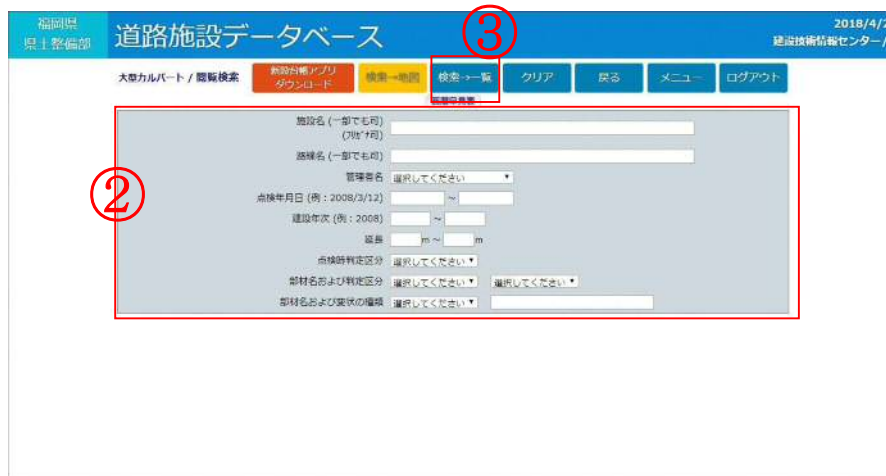 福岡県
県土整備部
道路施設データベース
③
2018/4/2
建設技術情報センター/
大型カルバート / 閲覧検索
新設台帳アプリ
ダウンロード
検索→地図
検索→一覧
クリア
戻る
メニュー
ログアウト
②
施設名 (一部でも可)
(フリガナ可)
路線名 (一部でも可)
管理者名 選択してください
点検年月日 (例：2008/3/12) ～
建設年次 (例：2008) ～
延長 m ～ m
点検時判定区分 選択してください
部材名および判定区分 選択してください 選択してください
部材名および変状の種類 選択してください